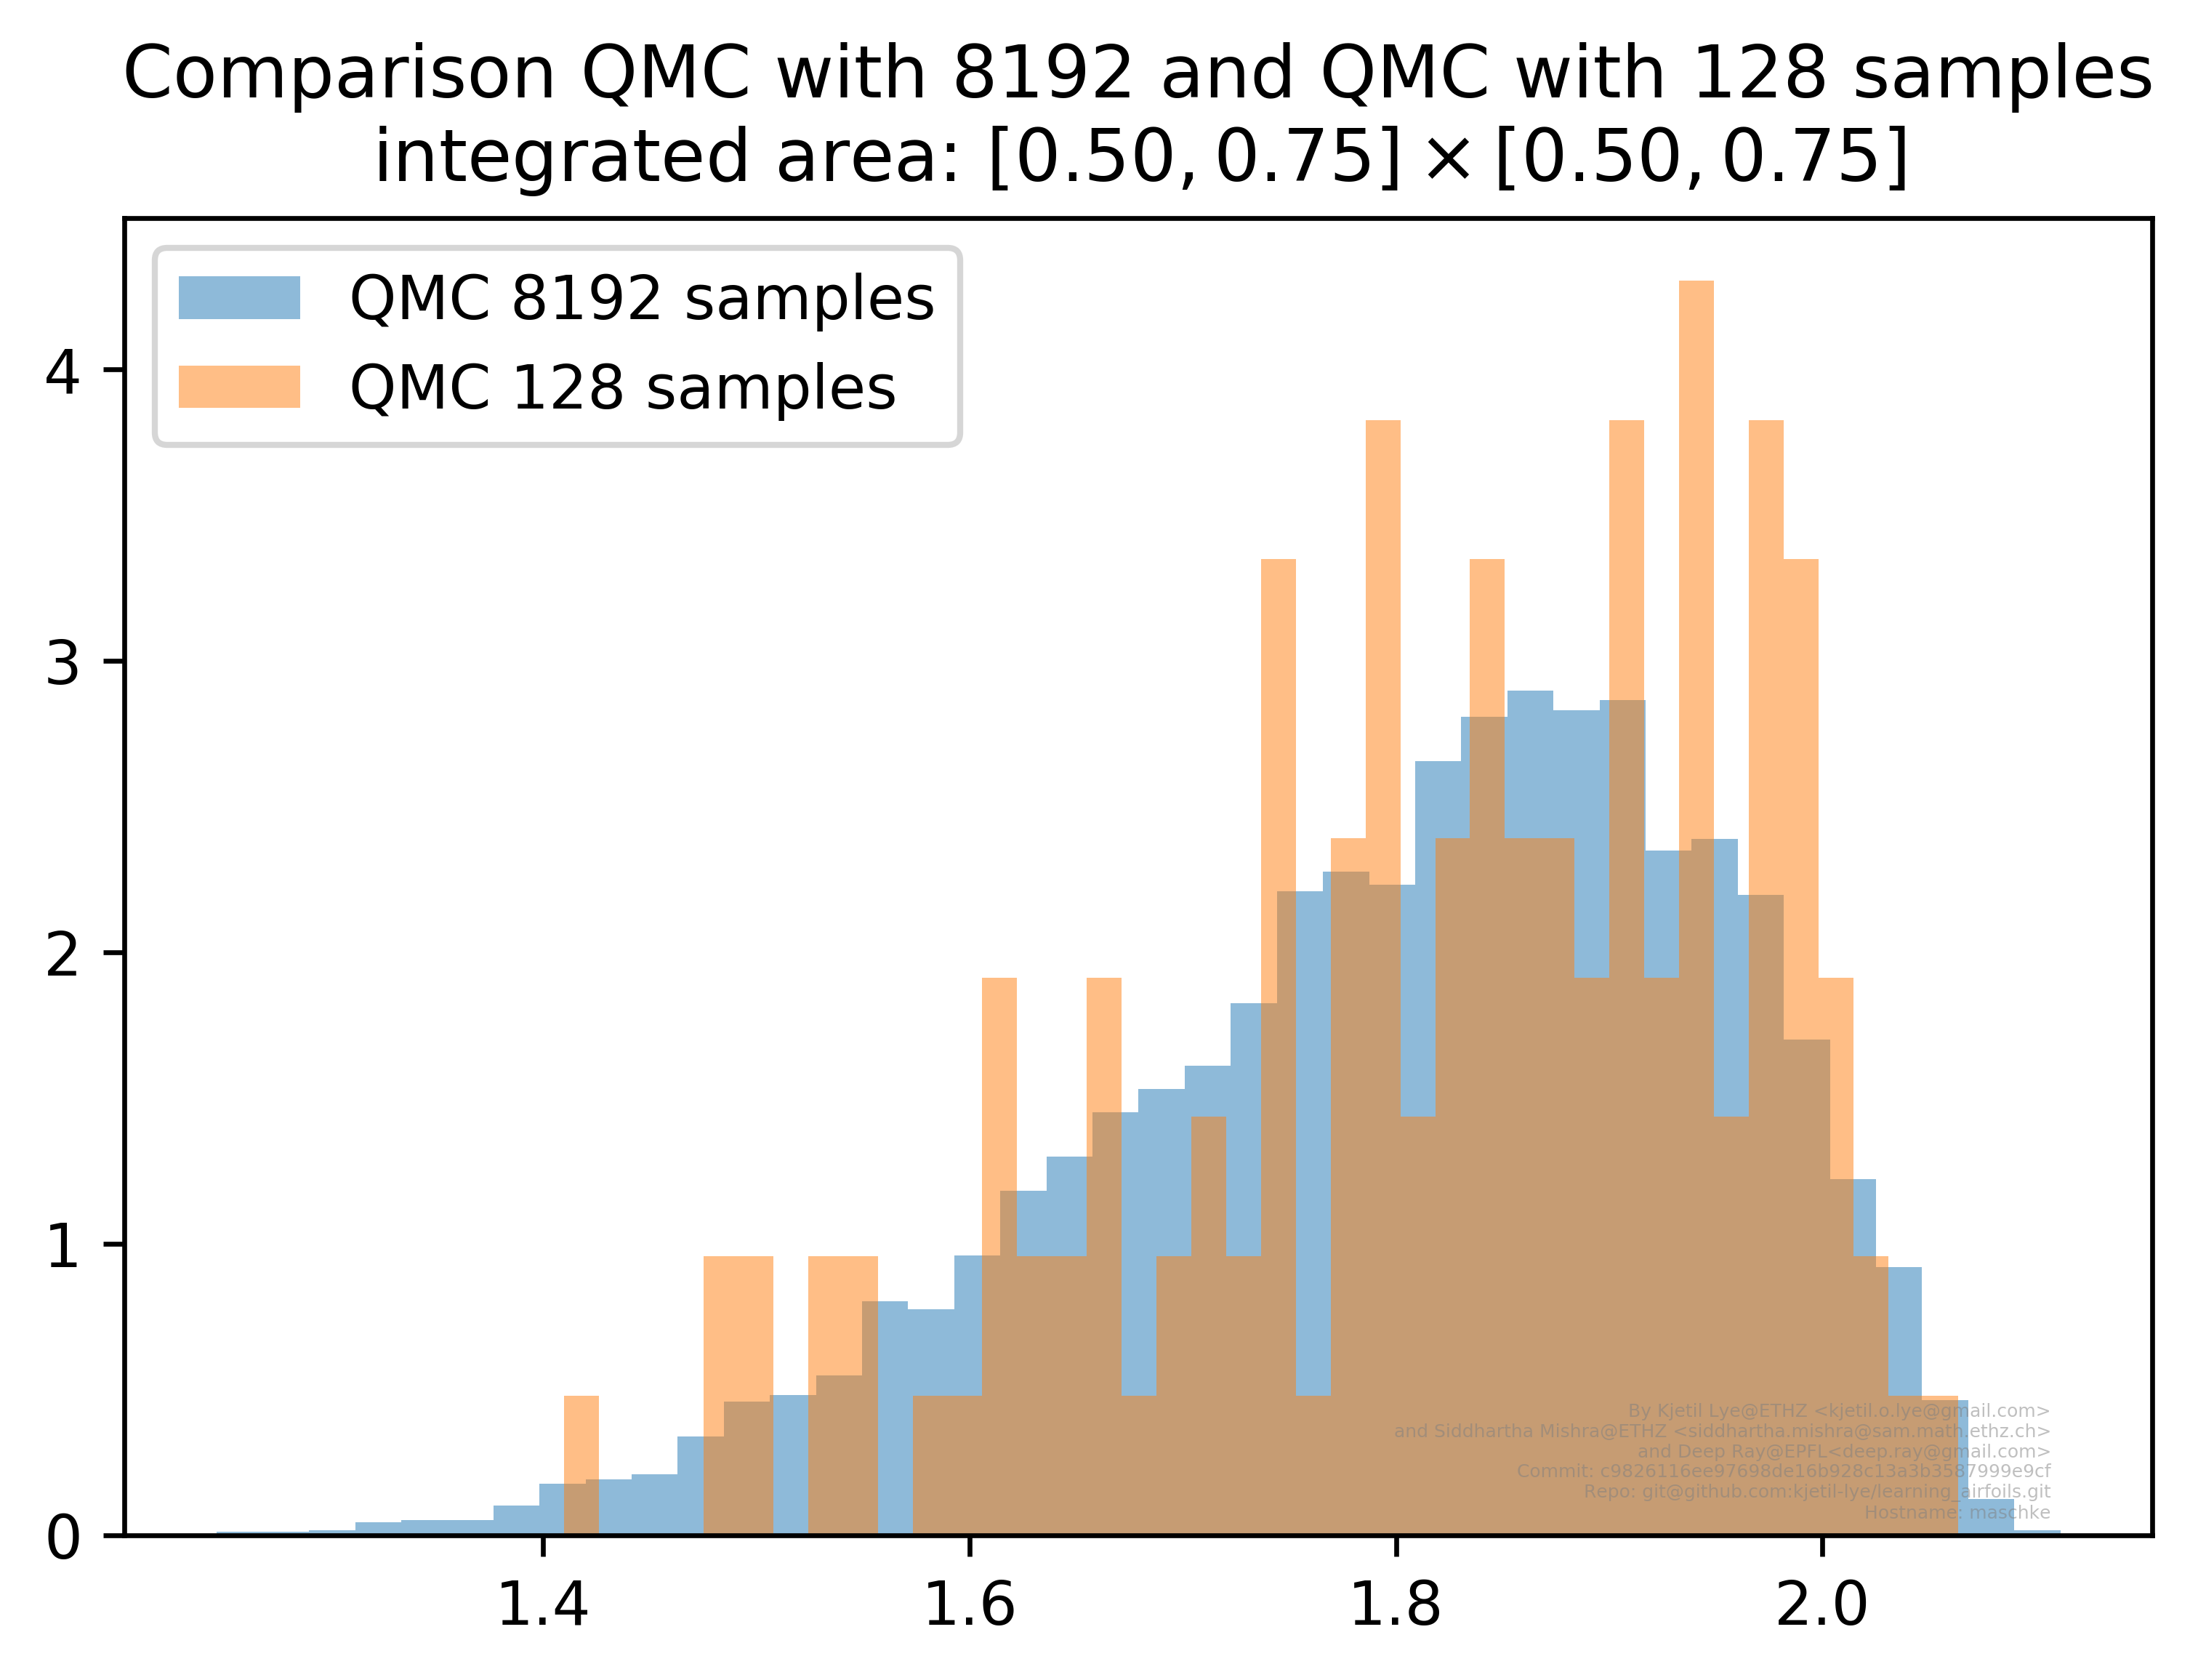 Comparison QMC with 8192 and QMC with 128 samples
integrated area: [0.50, 0.75] × [0.50, 0.75]
QMC 8192 samples
QMC 128 samples
4
3
2
1
0
By Kjetil Lye@ETHZ <kjetil.o.lye@gmail.com>
and Siddhartha Mishra@ETHZ <siddhartha.mishra@sam.math.ethz.ch>
and Deep Ray@EPFL<deep.ray@gmail.com>
Commit: c9826116ee97698de16b928c13a3b3587999e9cf
Repo: git@github.com:kjetil-lye/learning_airfoils.git
Hostname: maschke
1.4 1.6 1.8 2.0